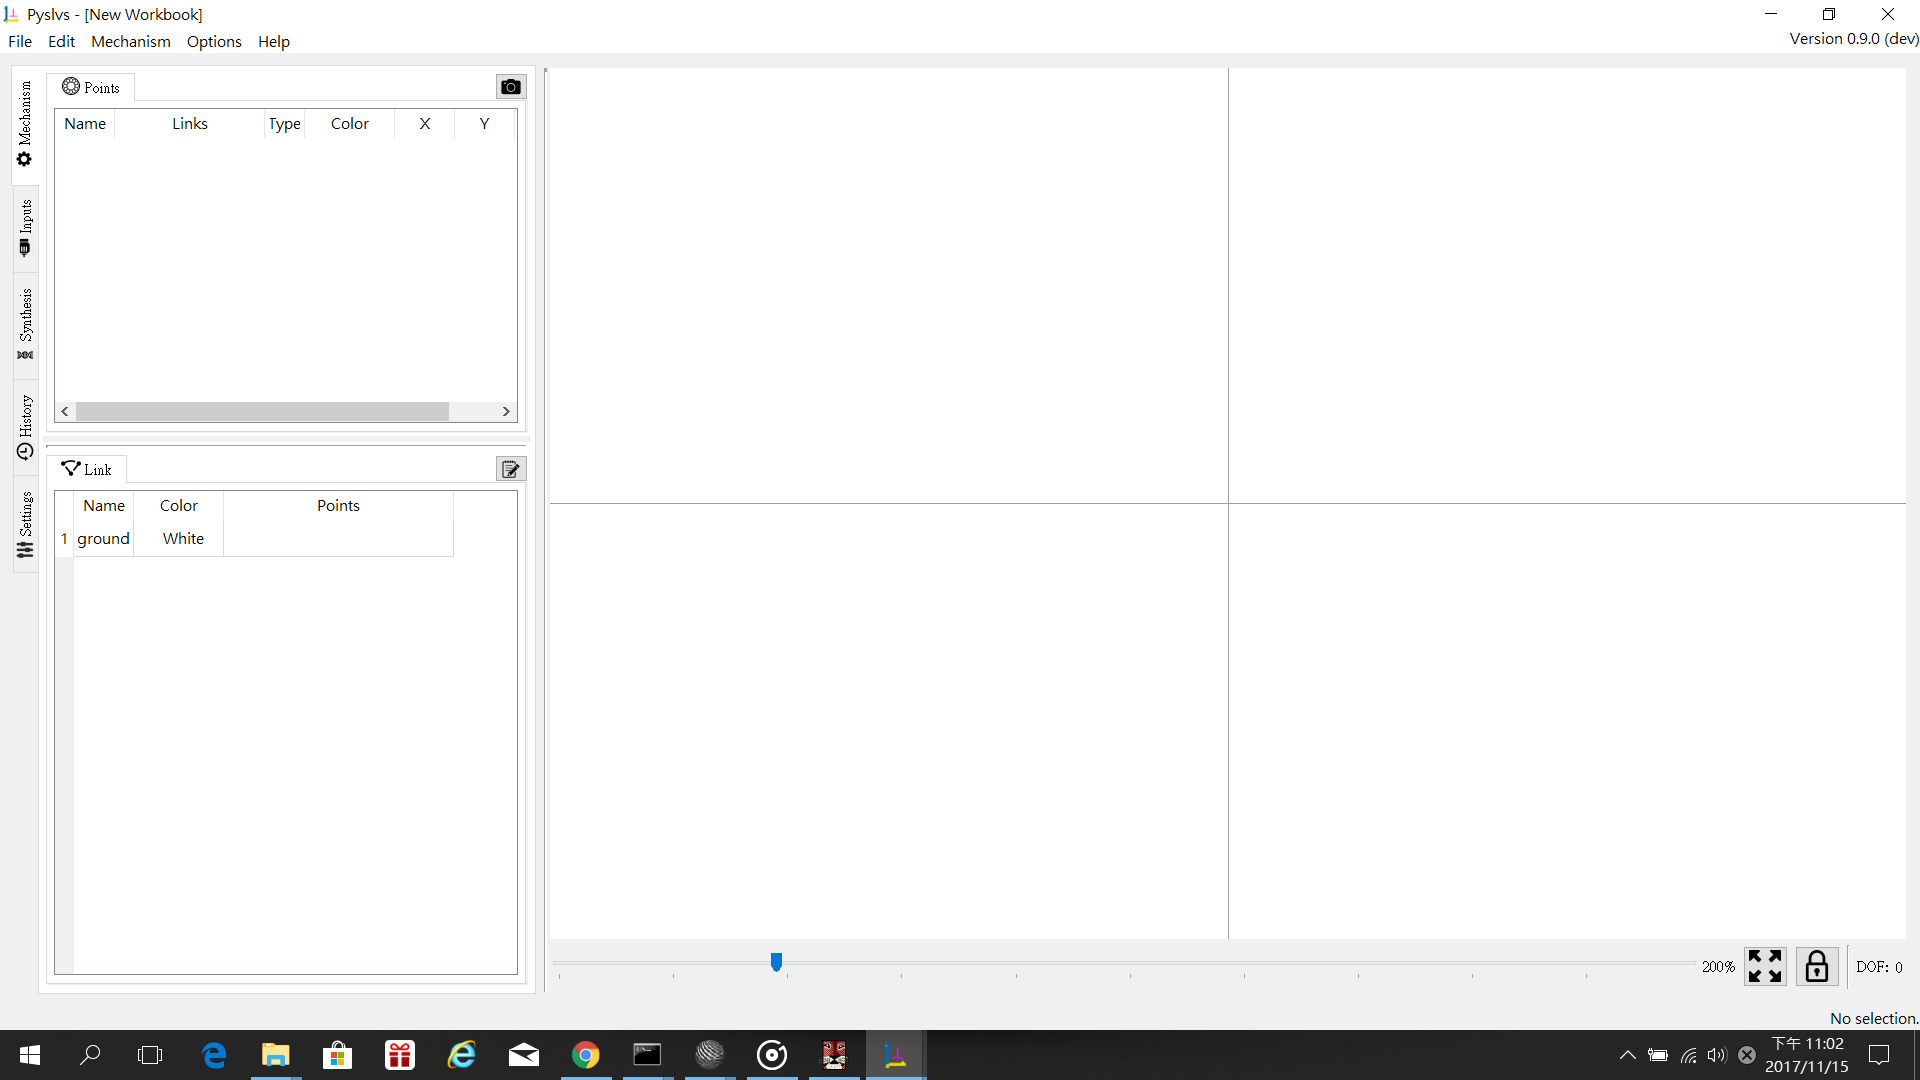 Pyslvs - [New Workbook]
File Edit Mechanism Options Help
Version 0.9.0 (dev)
Mechanism
Inputs
Synthesis
History
Settings
Points
Name Links Type Color X Y
Link
Name Color Points
1 ground White
200%
DOF: 0
No selection.
下午 11:02
2017/11/15